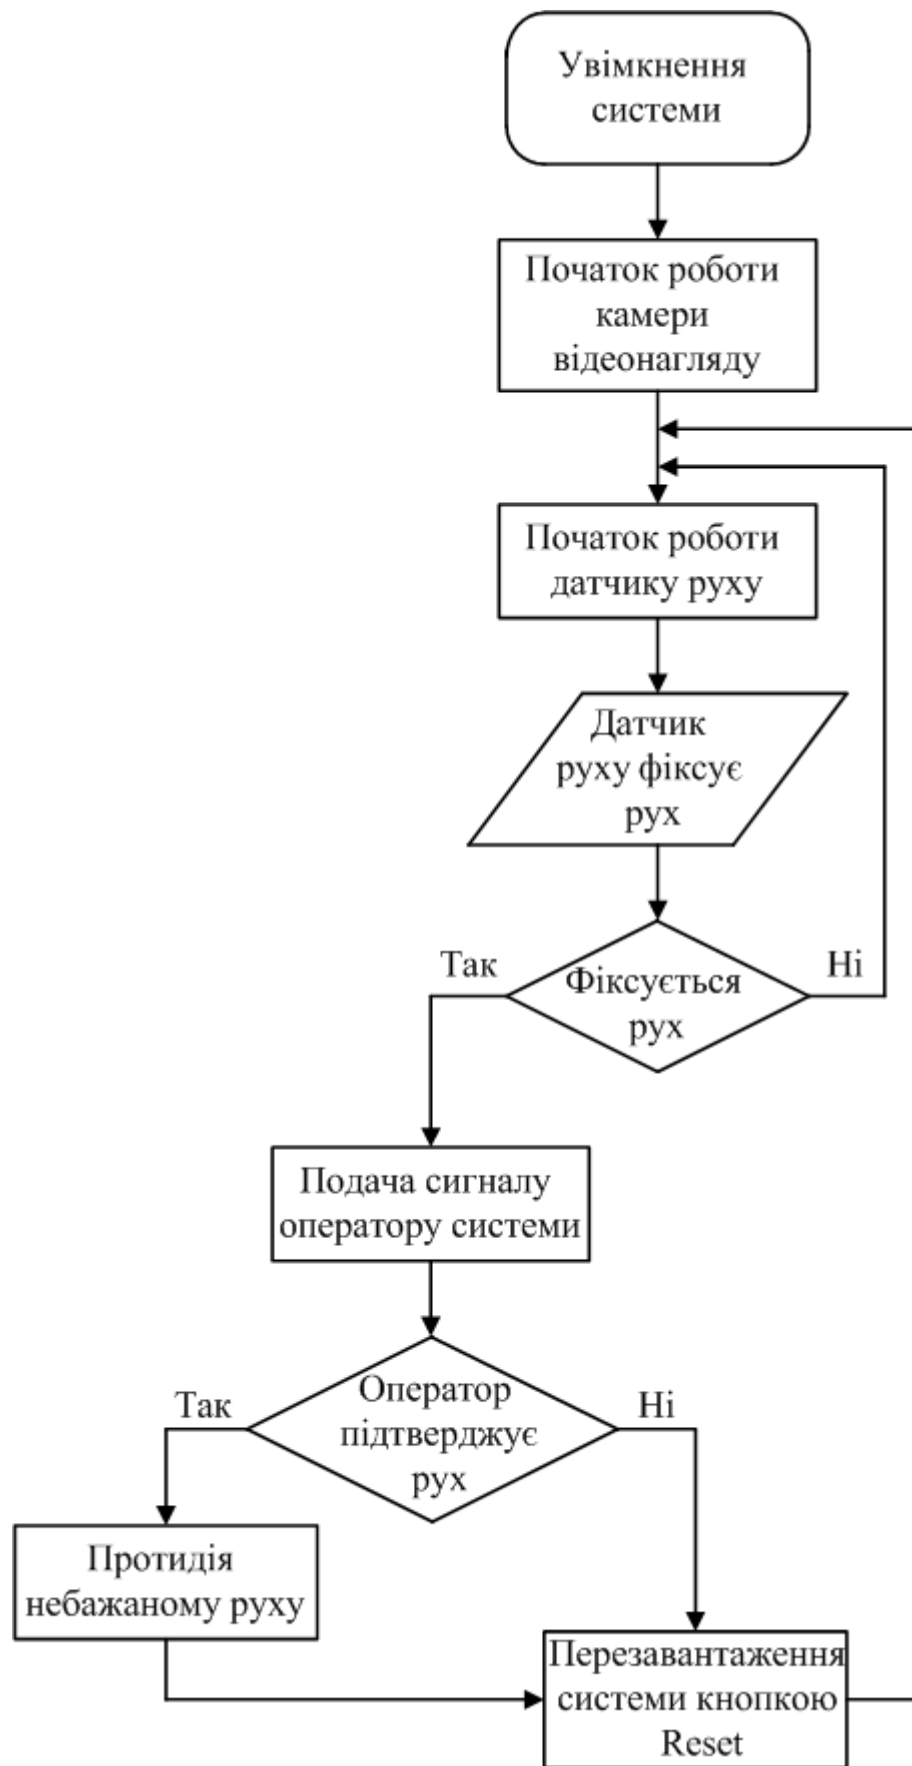 Увімкнення
системи
Початок роботи
камери
відеонагляду
Початок роботи
датчику руху
Датчик
руху фіксує
рух
Так
Ні
Фіксується
рух
Подача сигналу
оператору системи
Так
Ні
Оператор
підтверджує
рух
Протидія
небажаному руху
Перезавантаження
системи кнопкою
Reset